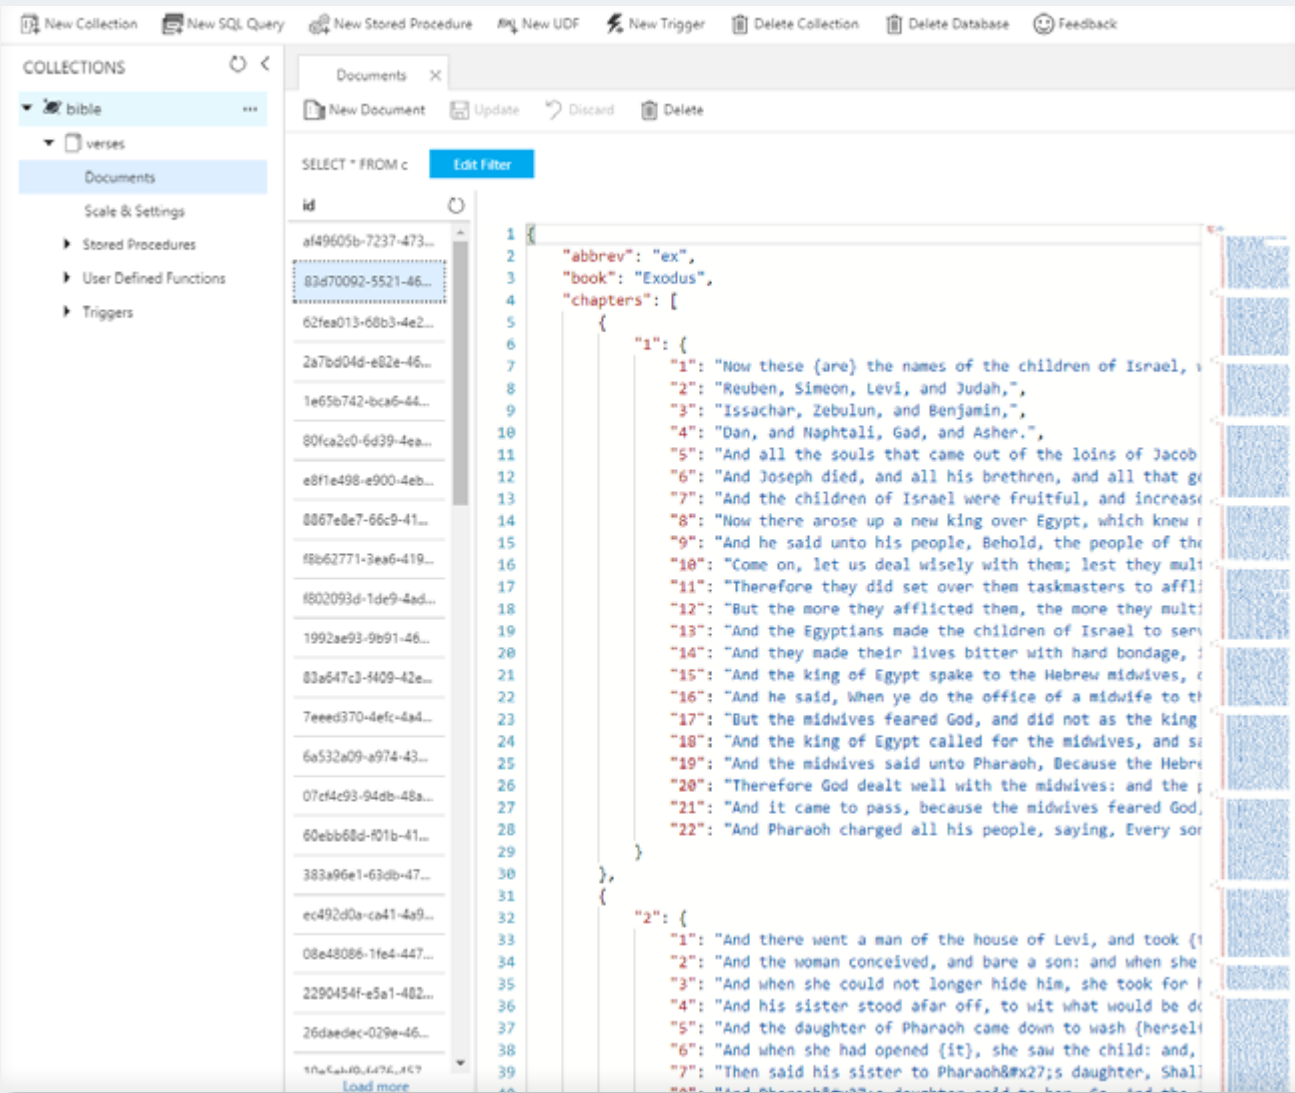 New Collection New SQL Query New Stored Procedure New UDF New Trigger Delete Collection Delete Database Feedback
COLLECTIONS
bible
verses
Documents
Scale & Settings
Stored Procedures
User Defined Functions
Triggers
Documents
New Document Update Discard Delete
SELECT * FROM c Edit Filter
id
af49605b-7237-473...
83d70092-5521-46...
62fea013-68b3-4e2...
2a7bd04d-e82e-46...
1e65b742-bca6-44...
80fca2c0-6d39-4ea...
e8f1e498-e900-4eb...
8867e8e7-66c9-41...
f8b62771-3ea6-419...
f802093d-1de9-4ad...
1992ae93-9b91-46...
83a647c3-f409-42e...
7eeed370-4efc-4a4...
6a532a09-a974-43...
07cf4c93-94db-48a...
60ebb68d-f01b-41...
383a96e1-63db-47...
ec492d0a-ca41-4a9...
08e48086-1fe4-447...
2290454f-e5a1-482...
26daedec-029e-46...
Load more
1 {
2 "abbrev": "ex",
3 "book": "Exodus",
4 "chapters": [
5 {
6 "1": {
7 "1": "Now these {are} the names of the children of Israel,
8 "2": "Reuben, Simeon, Levi, and Judah,",
9 "3": "Issachar, Zebulun, and Benjamin,",
10 "4": "Dan, and Naphtali, Gad, and Asher.",
11 "5": "And all the souls that came out of the loins of Jacob
12 "6": "And Joseph died, and all his brethren, and all that ge
13 "7": "And the children of Israel were fruitful, and increase
14 "8": "Now there arose up a new king over Egypt, which knew
15 "9": "And he said unto his people, Behold, the people of the
16 "10": "Come on, let us deal wisely with them; lest they mult
17 "11": "Therefore they did set over them taskmasters to affli
18 "12": "But the more they afflicted them, the more they multi
19 "13": "And the Egyptians made the children of Israel to serv
20 "14": "And they made their lives bitter with hard bondage,
21 "15": "And the king of Egypt spake to the Hebrew midwives,
22 "16": "And he said, When ye do the office of a midwife to th
23 "17": "But the midwives feared God, and did not as the king
24 "18": "And the king of Egypt called for the midwives, and sa
25 "19": "And the midwives said unto Pharaoh, Because the Hebre
26 "20": "Therefore God dealt well with the midwives: and the p
27 "21": "And it came to pass, because the midwives feared God,
28 "22": "And Pharaoh charged all his people, saying, Every son
29 }
30 },
31 {
32 "2": {
33 "1": "And there went a man of the house of Levi, and took {t
34 "2": "And the woman conceived, and bare a son: and when she
35 "3": "And when she could not longer hide him, she took for h
36 "4": "And his sister stood afar off, to wit what would be do
37 "5": "And the daughter of Pharaoh came down to wash {herself
38 "6": "And when she had opened {it}, she saw the child: and,
39 "7": "Then said his sister to Pharaoh&#x27;s daughter, Shal